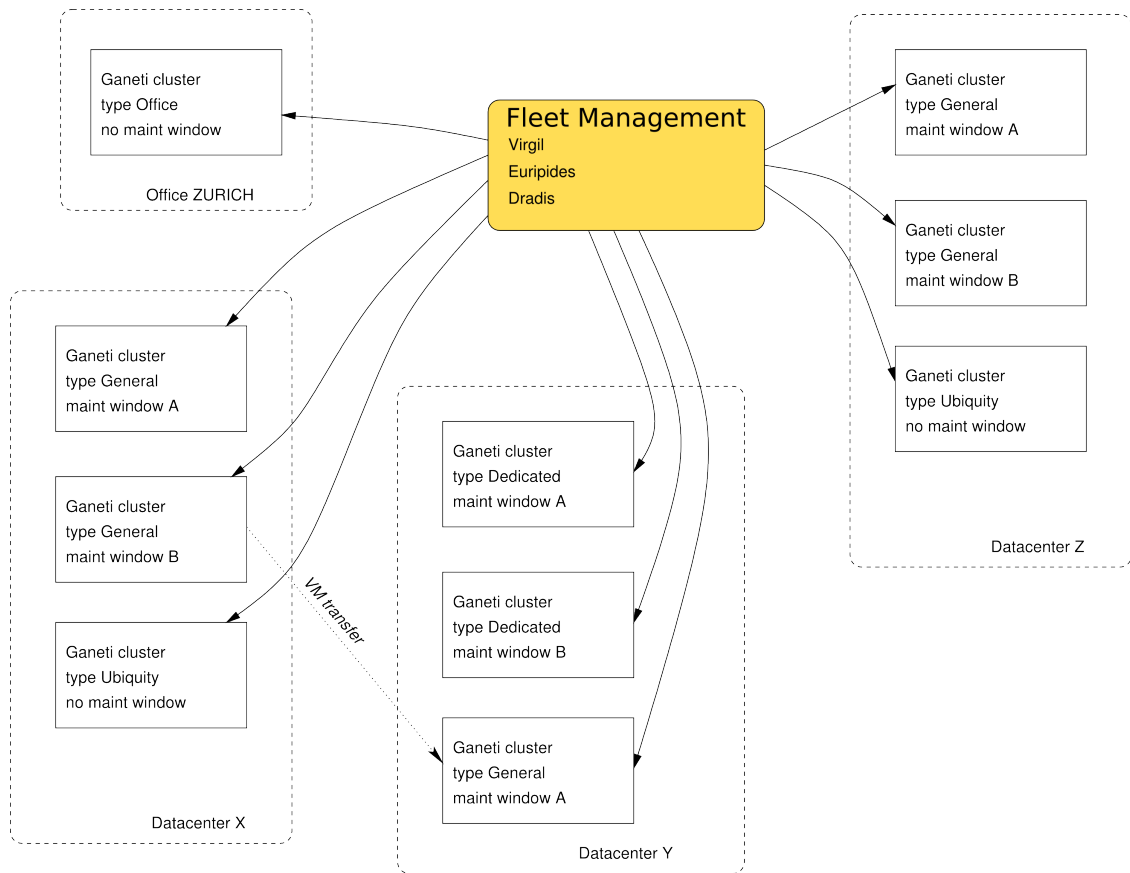 Ganeti cluster
type Office
no maint window
Office ZURICH
Fleet Management
Virgil
Euripides
Dradis
Ganeti cluster
type General
maint window A
Ganeti cluster
type General
maint window B
Ganeti cluster
type Ubiquity
no maint window
Datacenter Z
Ganeti cluster
type General
maint window A
Ganeti cluster
type General
maint window B
Ganeti cluster
type Ubiquity
no maint window
Datacenter X
VM transfer
Ganeti cluster
type Dedicated
maint window A
Ganeti cluster
type Dedicated
maint window B
Ganeti cluster
type General
maint window A
Datacenter Y